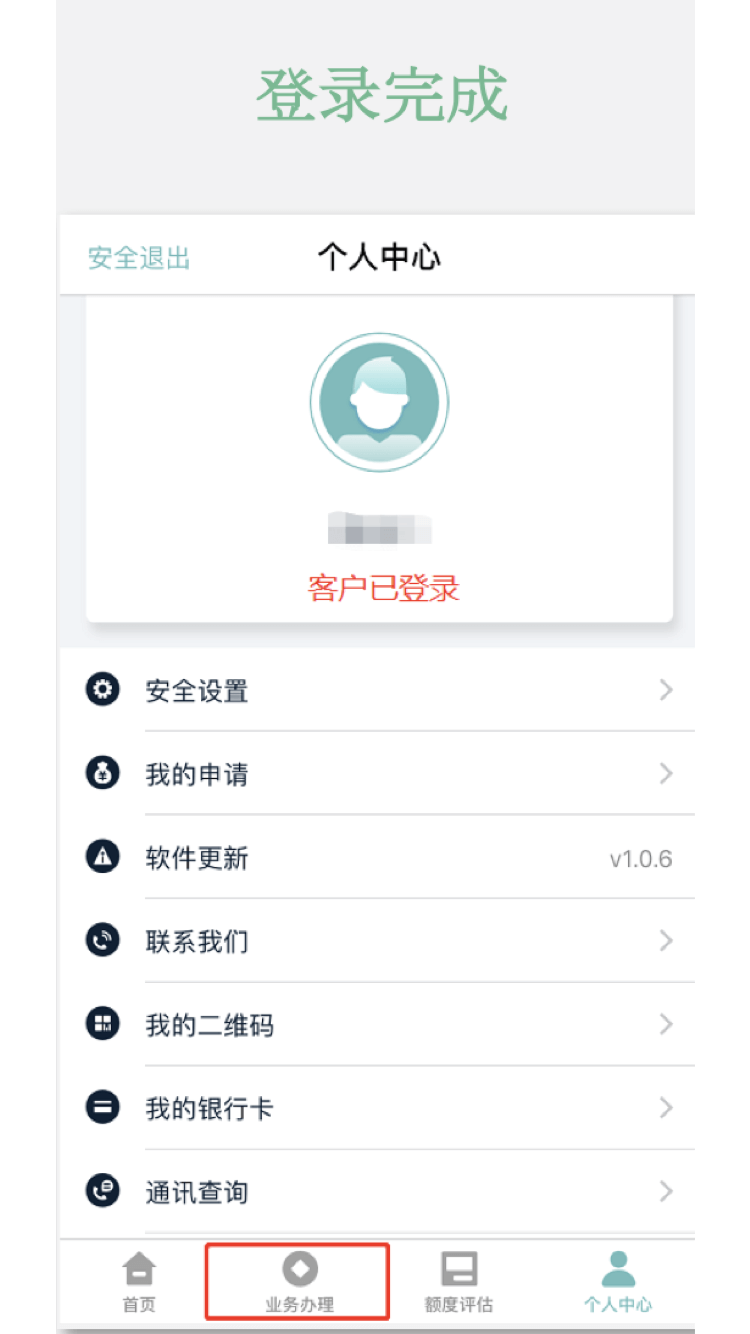 登录完成
安全退出
个人中心
客户已登录
安全设置
我的申请
软件更新 v1.0.6
联系我们
我的二维码
我的银行卡
通讯查询
首页 业务办理 额度评估 个人中心